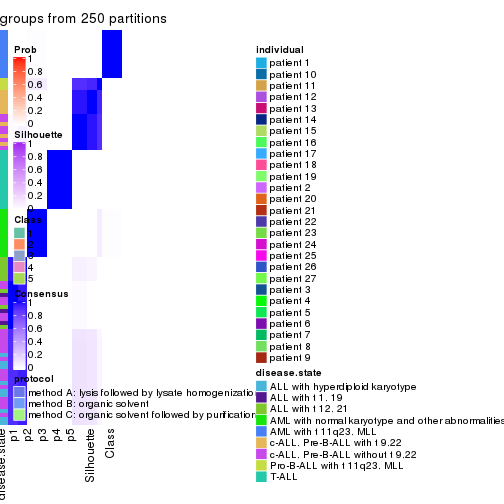 groups from 250 partitions
Prob
1
0.8
0.6
0.4
0.2
0
Silhouette
1
0.8
0.6
0.4
0.2
0
Class
1
2
3
4
5
Consensus
1
0.8
0.6
0.4
0.2
0
protocol
method A: lysis followed by lysate homogenizatio
method B: organic solvent
method C: organic solvent followed by purification
disease.state
p1
p2
p3
p4
p5
Silhouette
Class
individual
patient 1
patient 10
patient 11
patient 12
patient 13
patient 14
patient 15
patient 16
patient 17
patient 18
patient 19
patient 2
patient 20
patient 21
patient 22
patient 23
patient 24
patient 25
patient 26
patient 27
patient 3
patient 4
patient 5
patient 6
patient 7
patient 8
patient 9
disease.state
ALL with hyperdiploid karyotype
ALL with t 1. 19
ALL with t 12. 21
AML with normal karyotype and other abnormalities
AML with t 11q23. MLL
c-ALL. Pre-B-ALL with t 9.22
c-ALL. Pre-B-ALL without t 9.22
Pro-B-ALL with t 11q23. MLL
T-ALL